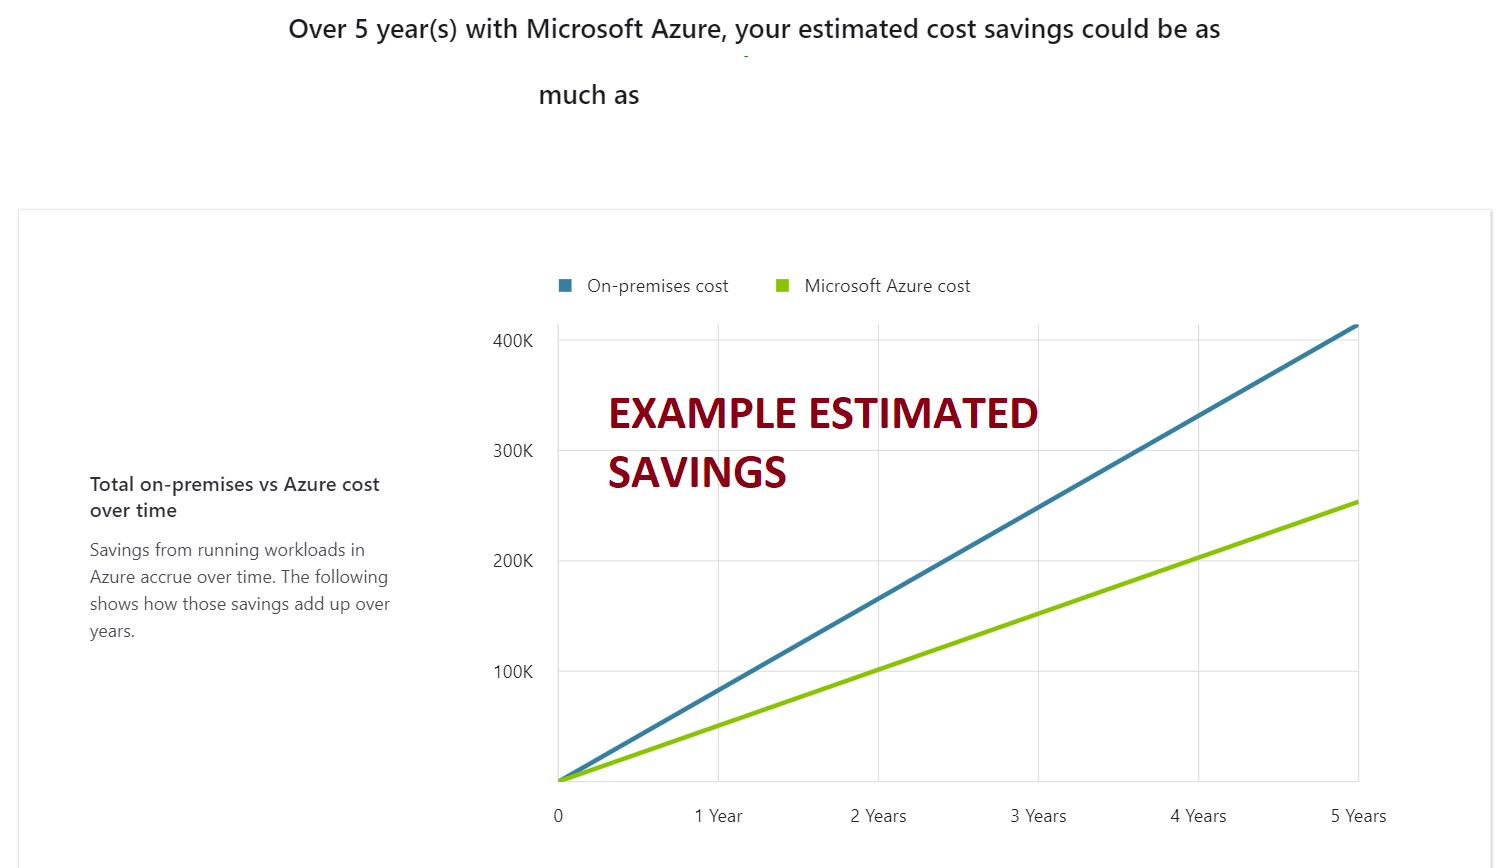 Over 5 year(s) with Microsoft Azure, your estimated cost savings could be as
much as
On-premises cost
Microsoft Azure cost
400K
300K
200K
100K
EXAMPLE ESTIMATED
SAVINGS
Total on-premises vs Azure cost
over time
Savings from running workloads in
Azure accrue over time. The following
shows how those savings add up over
years.
0
1 Year
2 Years
3 Years
4 Years
5 Years